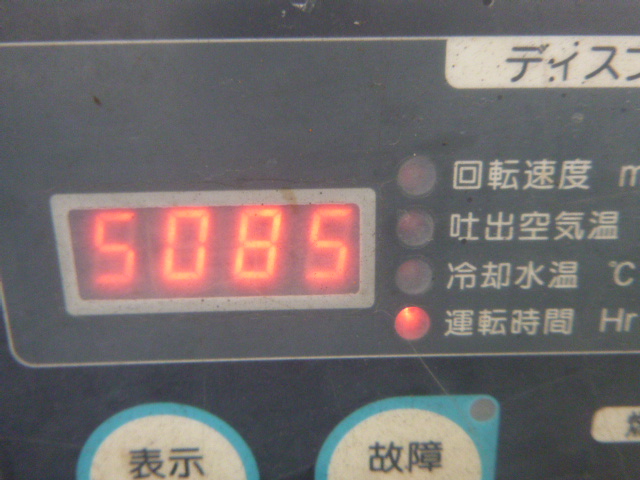 ディス
5085
回転速度
吐出空気温
冷却水温 ℃
運転時間 Hr
表示
故障